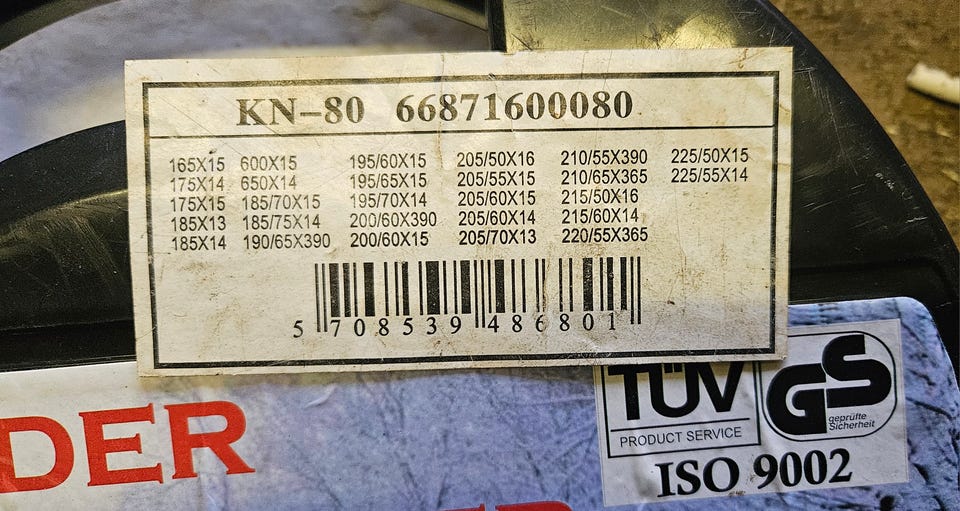 KN-80 66871600080
165X15 600X15 195/60X15 205/50X16 210/55X390 225/50X15
175X14 650X14 195/65X15 205/55X15 210/65X365 225/55X14
175X15 185/70X15 195/70X14 205/60X15 215/50X16
185X13 185/75X14 200/60X390 205/60X14 215/60X14
185X14 190/65X390 200/60X15 205/70X13 220/55X365
5 708539 486801
TÜV
PRODUCT SERVICE
GS
geprüfte
Sicherheit
ISO 9002
DER